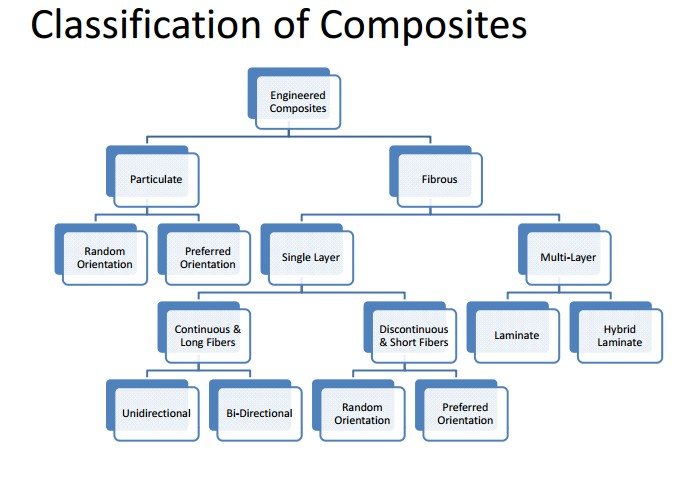 Classification of Composites
Engineered
Composites
Particulate
Fibrous
Random
Orientation
Preferred
Orientation
Single Layer
Multi-Layer
Continuous &
Long Fibers
Discontinuous
& Short Fibers
Laminate
Hybrid
Laminate
Unidirectional
Bi-Directional
Random
Orientation
Preferred
Orientation